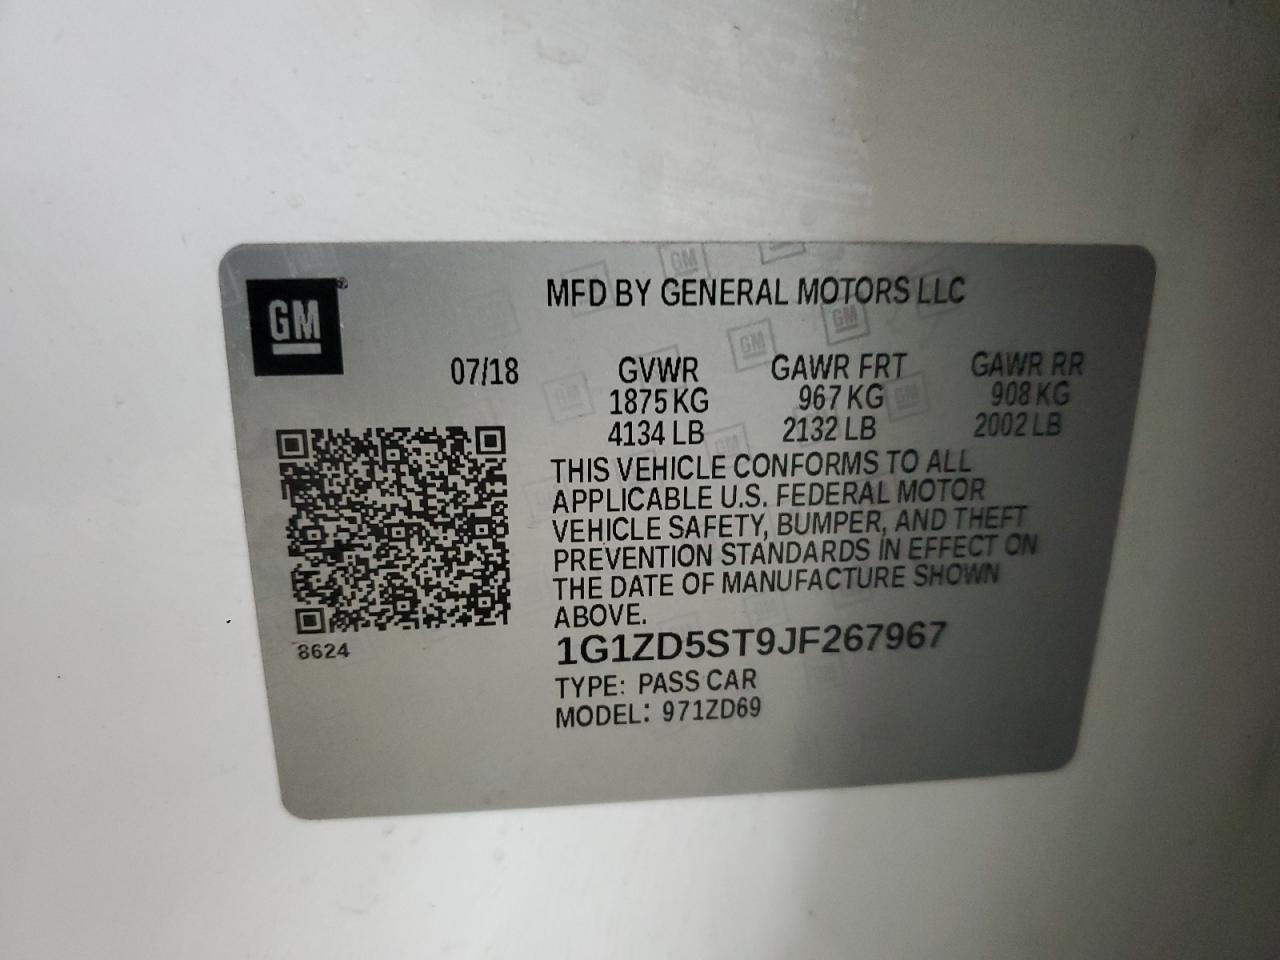 GM
MFD BY GENERAL MOTORS LLC
07/18 GVWR GAWR FRT GAWR RR
1875 KG 967 KG 908 KG
4134 LB 2132 LB 2002 LB
THIS VEHICLE CONFORMS TO ALL
APPLICABLE U.S. FEDERAL MOTOR
VEHICLE SAFETY, BUMPER, AND THEFT
PREVENTION STANDARDS IN EFFECT ON
THE DATE OF MANUFACTURE SHOWN
ABOVE.
8624
1G1ZD5ST9JF267967
TYPE: PASS CAR
MODEL: 971ZD69